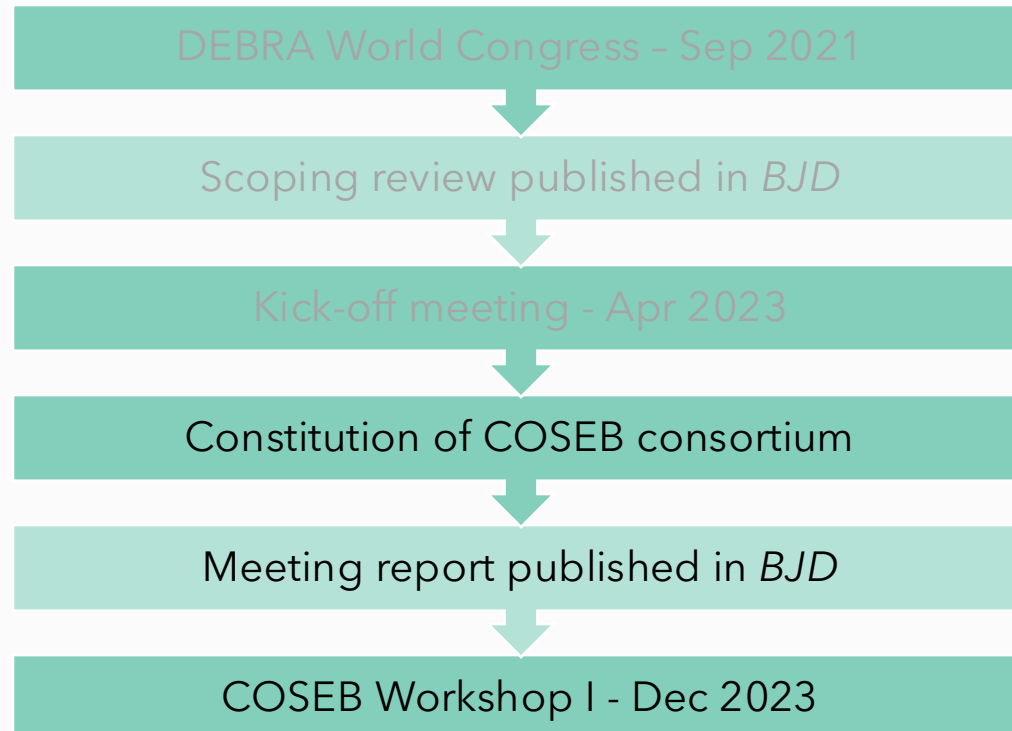 DEBRA World Congress – Sep 2021
Scoping review published in BJD
Kick-off meeting - Apr 2023
Constitution of COSEB consortium
Meeting report published in BJD
COSEB Workshop I - Dec 2023